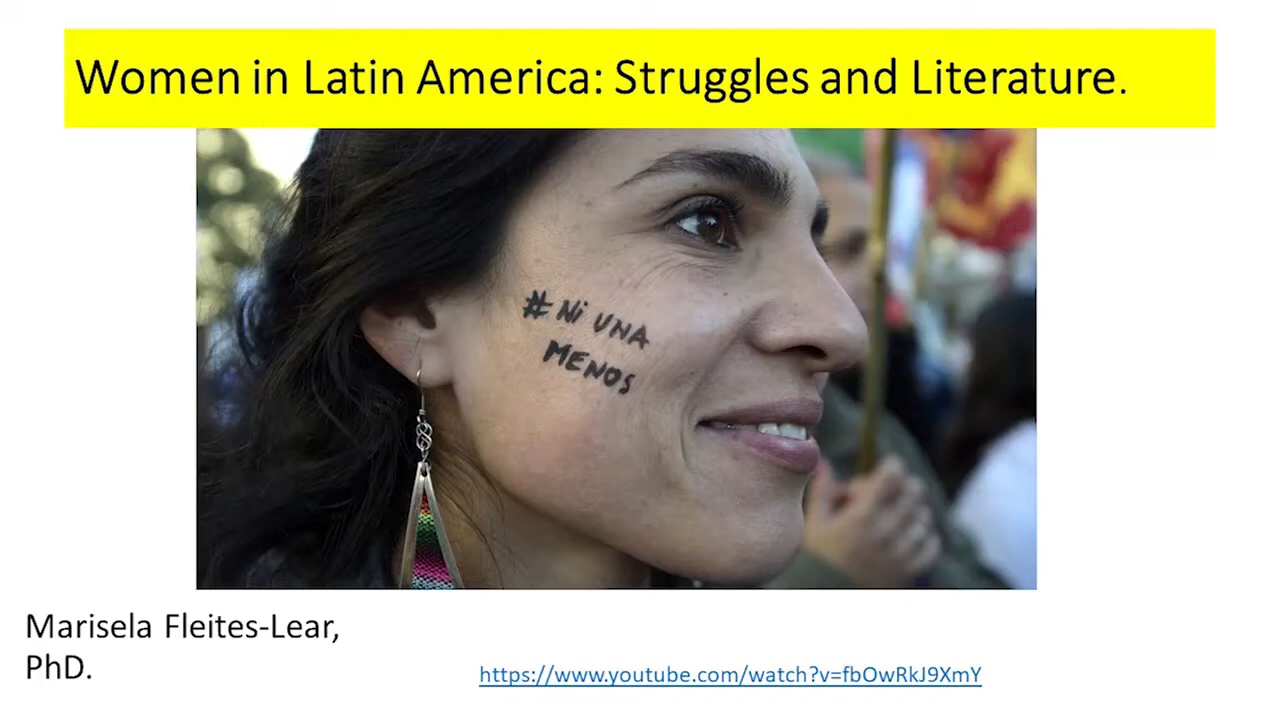 Women in Latin America: Struggles and Literature.
# Ni UNA
MENOS
Marisela Fleites-Lear,
PhD.
https://www.youtube.com/watch?v=fbOwRkJ9XmY